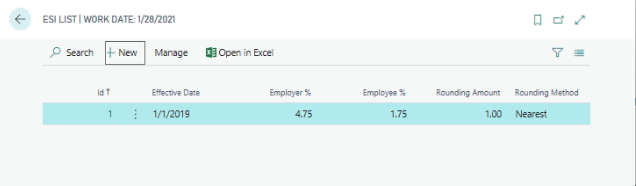 ESI LIST | WORK DATE: 1/28/2021
Search + New Manage Open in Excel
Id ↑ Effective Date Employer % Employee % Rounding Amount Rounding Method
1 1/1/2019 4.75 1.75 1.00 Nearest